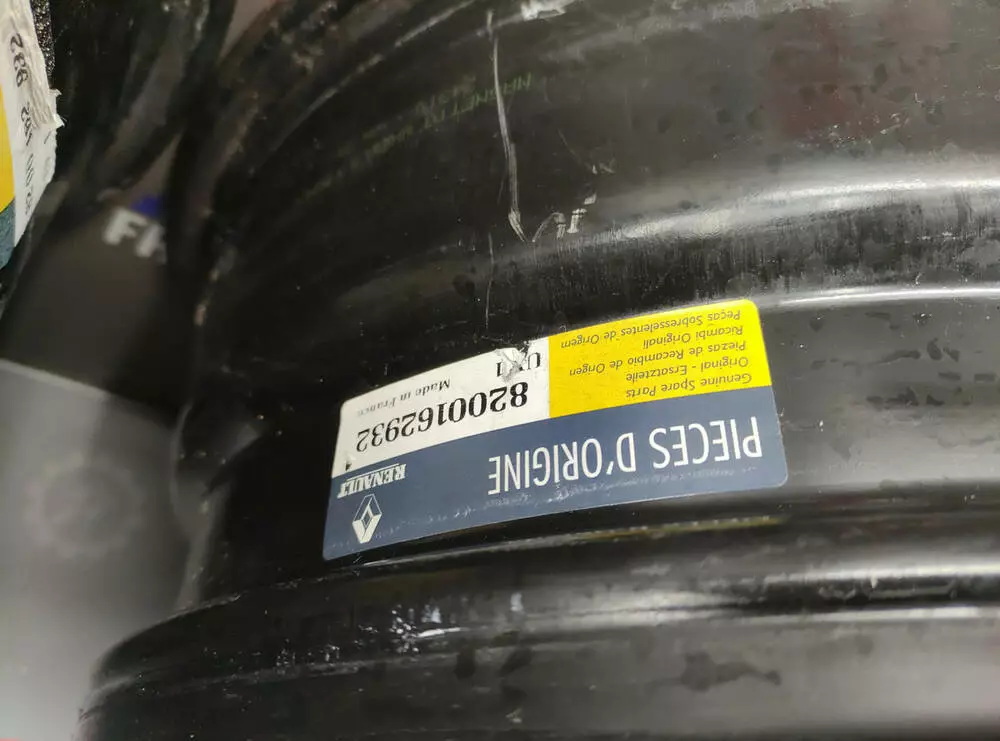 PIECES D'ORIGINE
RENAULT
Genuine Spare Parts
Original - Ersatzteile
Piezas de Recambio de Origen
Ricambi Originali
Peças Sobresselentes de Origem
8200162932
Made in France
932